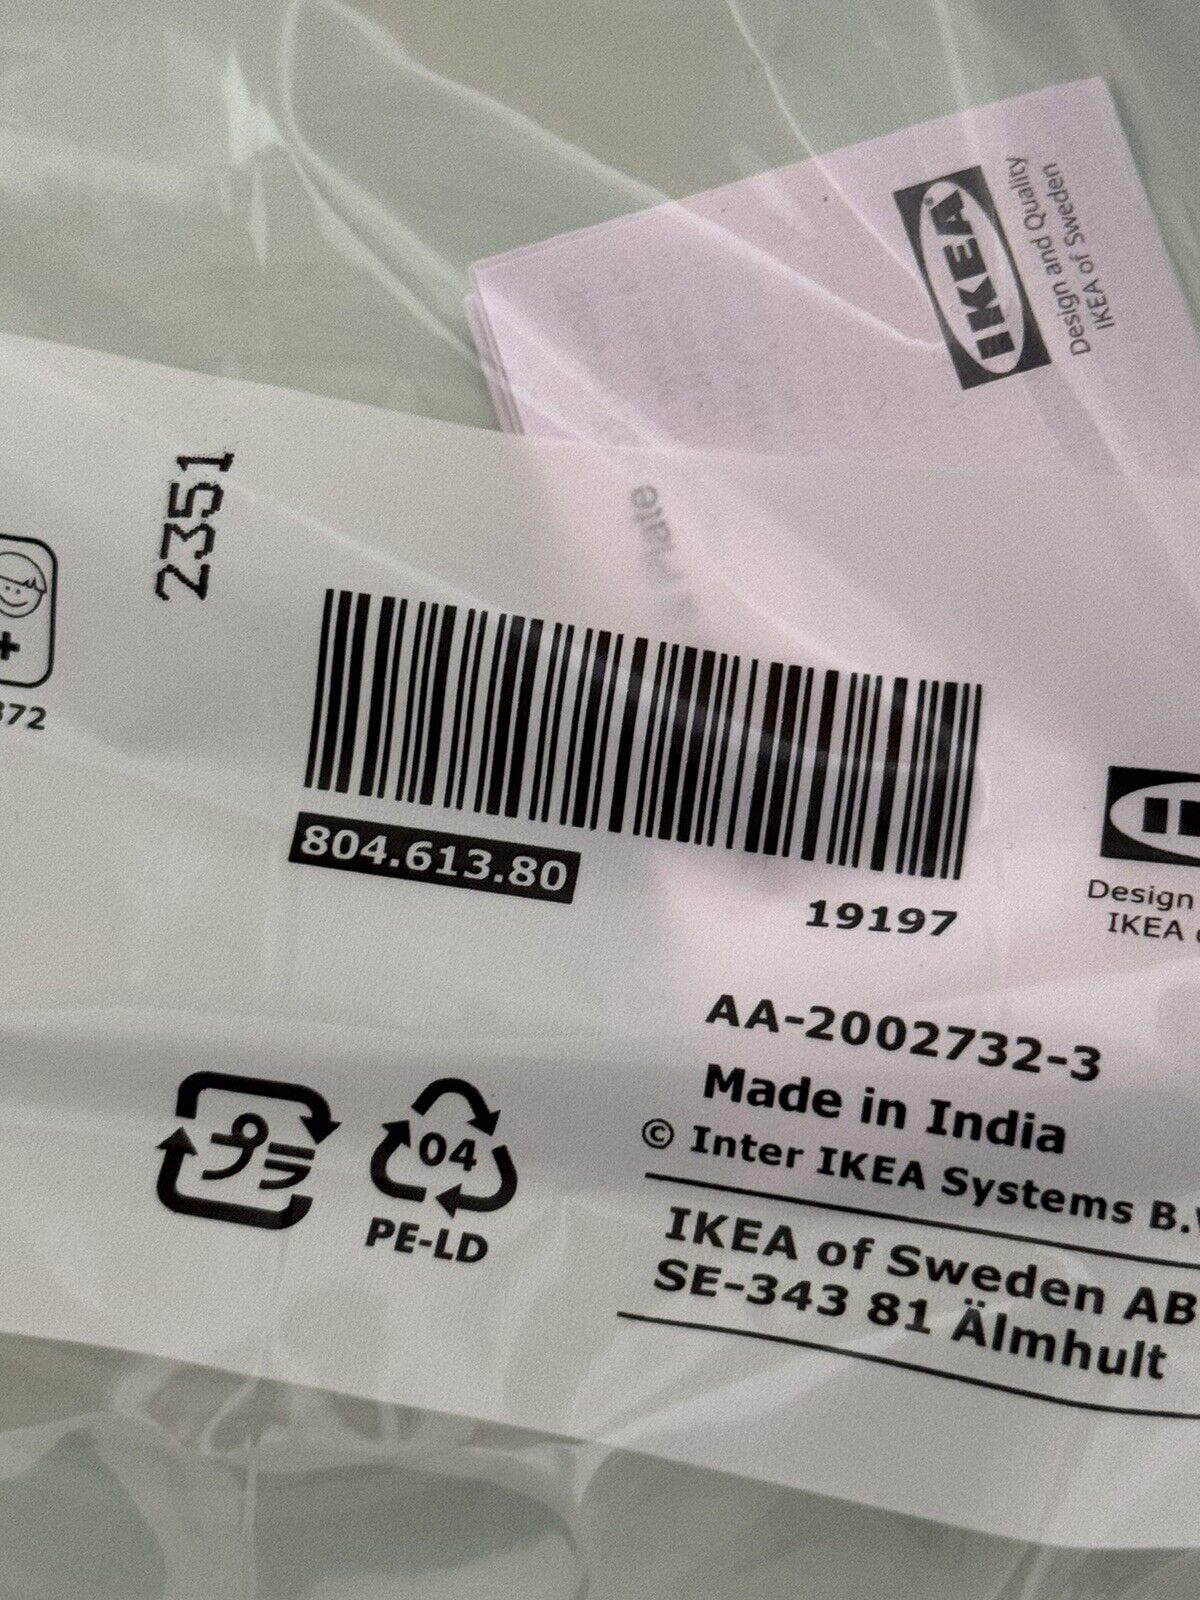 IKEA
Design and Quality
IKEA of Sweden
2351
+
372
804.613.80
19197
Design
IKEA
AA-2002732-3
Made in India
© Inter IKEA Systems B.V
プラ
04
PE-LD
IKEA of Sweden AB
SE-343 81 Älmhult